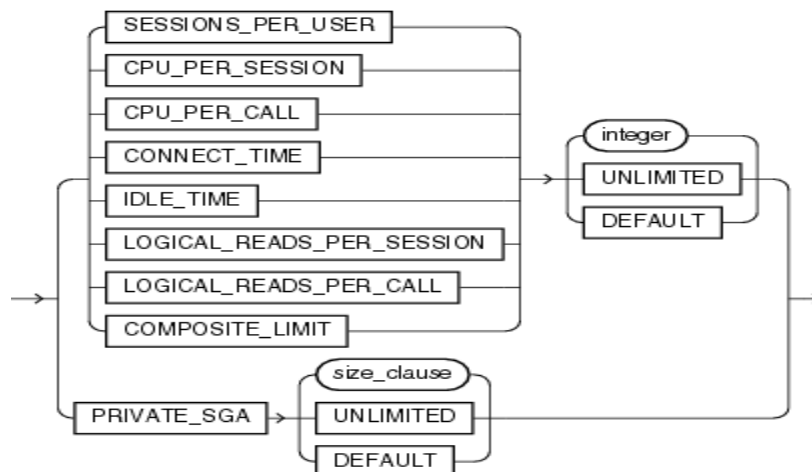 SESSIONS_PER_USER
CPU_PER_SESSION
CPU_PER_CALL
CONNECT_TIME
IDLE_TIME
LOGICAL_READS_PER_SESSION
LOGICAL_READS_PER_CALL
COMPOSITE_LIMIT
integer
UNLIMITED
DEFAULT
PRIVATE_SGA
size_clause
UNLIMITED
DEFAULT